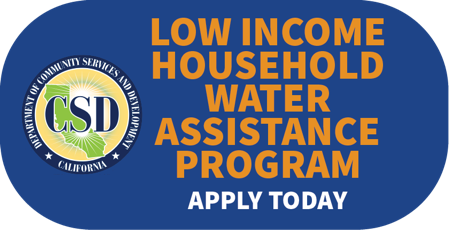 DEPARTMENT OF COMMUNITY SERVICES AND DEVELOPMENT
CSD
CALIFORNIA
LOW INCOME
HOUSEHOLD
WATER
ASSISTANCE
PROGRAM
APPLY TODAY